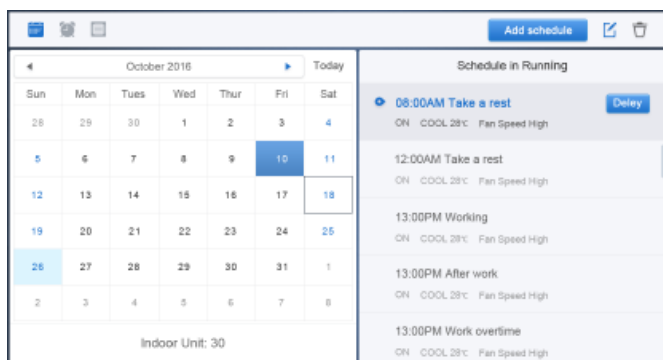 Add schedule
October 2016 Today
Sun Mon Tues Wed Thur Fri Sat
28 29 30 1 2 3 4
5 6 7 8 9 10 11
12 13 14 15 16 17 18
19 20 21 22 23 24 25
26 27 28 29 30 31 1
2 3 4 5 6 7 8
Indoor Unit: 30
Schedule in Running
08:00AM Take a rest Deley
ON COOL 28℃ Fan Speed High
12:00AM Take a rest
ON COOL 28℃ Fan Speed High
13:00PM Working
ON COOL 28℃ Fan Speed High
13:00PM After work
ON COOL 28℃ Fan Speed High
13:00PM Work overtime
ON COOL 28℃ Fan Speed High